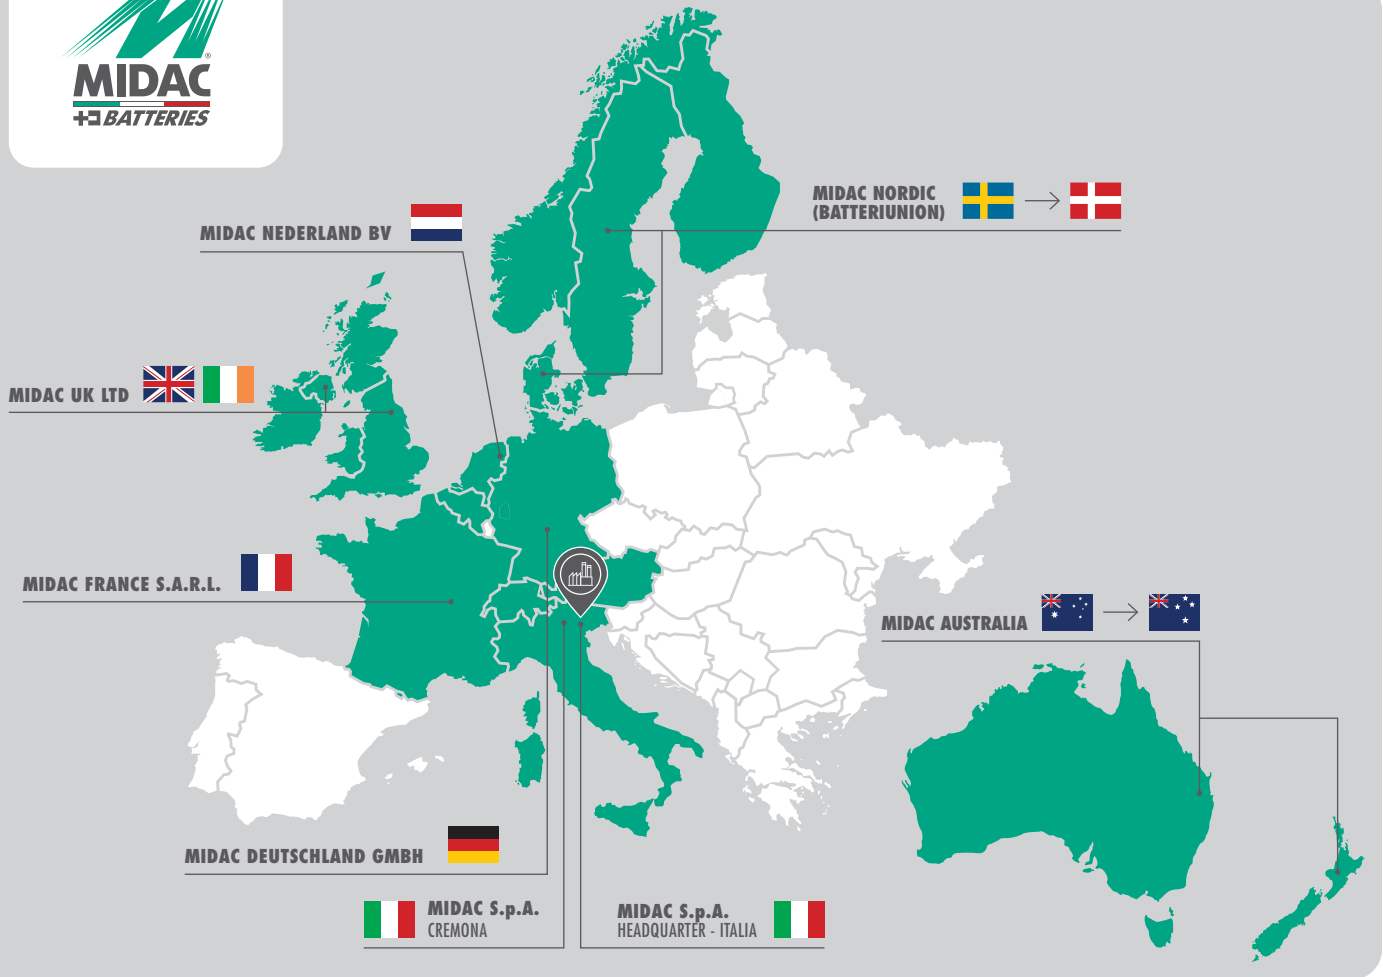 MIDAC
BATTERIES
MIDAC NORDIC
(BATTERIUNION)
MIDAC NEDERLAND BV
MIDAC UK LTD
MIDAC FRANCE S.A.R.L.
MIDAC AUSTRALIA
MIDAC DEUTSCHLAND GMBH
MIDAC S.p.A.
CREMONA
MIDAC S.p.A.
HEADQUARTER - ITALIA